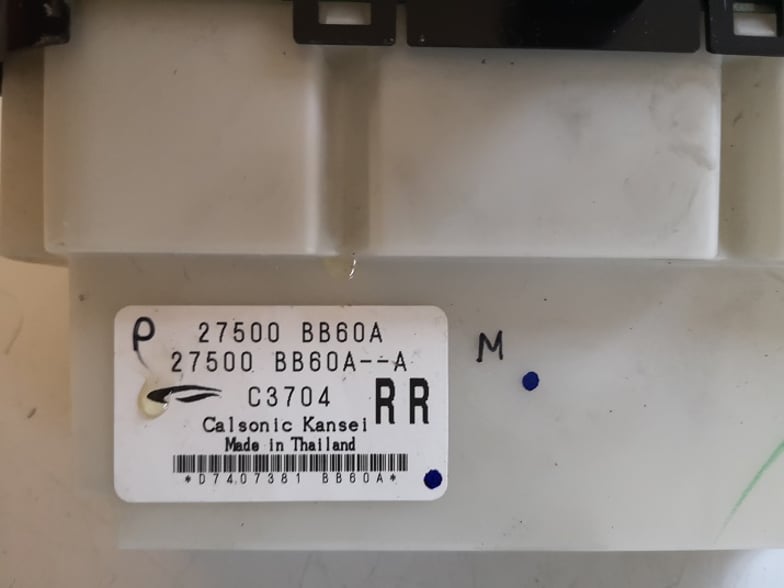 P 27500 BB60A
27500 BB60A--A
C3704 RR
Calsonic Kansei
Made in Thailand
*D7407381 BB60A*
M